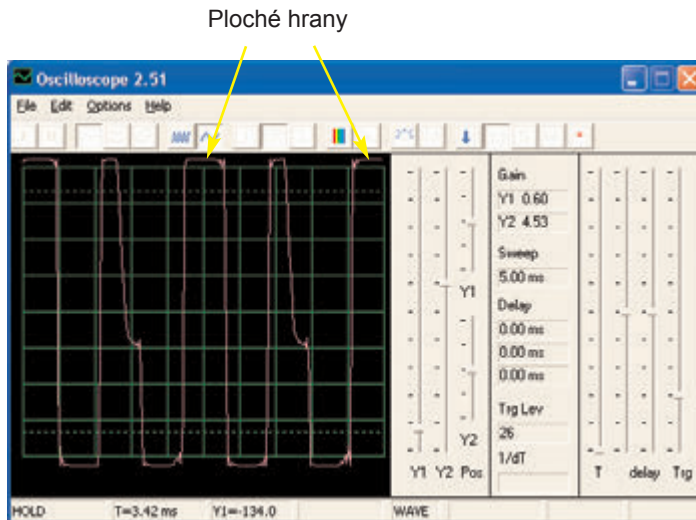 Ploché hrany
Oscilloscope 2.51
File Edit Options Help
Gain
Y1 0.60
Y2 4.53
Sweep
5.00 ms
Delay
0.00 ms
0.00 ms
0.00 ms
Trg Lev
26
1/dT
Y1
Y2
Y1 Y2 Pos
T delay Trg
HOLD T=3.42 ms Y1=-134.0 WAVE